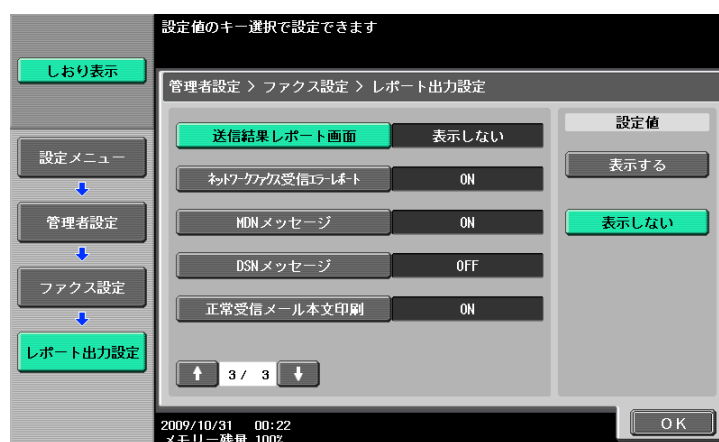 設定値のキー選択で設定できます
しおり表示
管理者設定 > ファクス設定 > レポート出力設定
設定メニュー
管理者設定
ファクス設定
レポート出力設定
送信結果レポート画面 表示しない
ネットワークファクス受信エラーレポート ON
MDNメッセージ ON
DSNメッセージ OFF
正常受信メール本文印刷 ON
↑ 3/ 3 ↓
設定値
表示する
表示しない
2009/10/31 00:22
メモリー残量 100%
OK